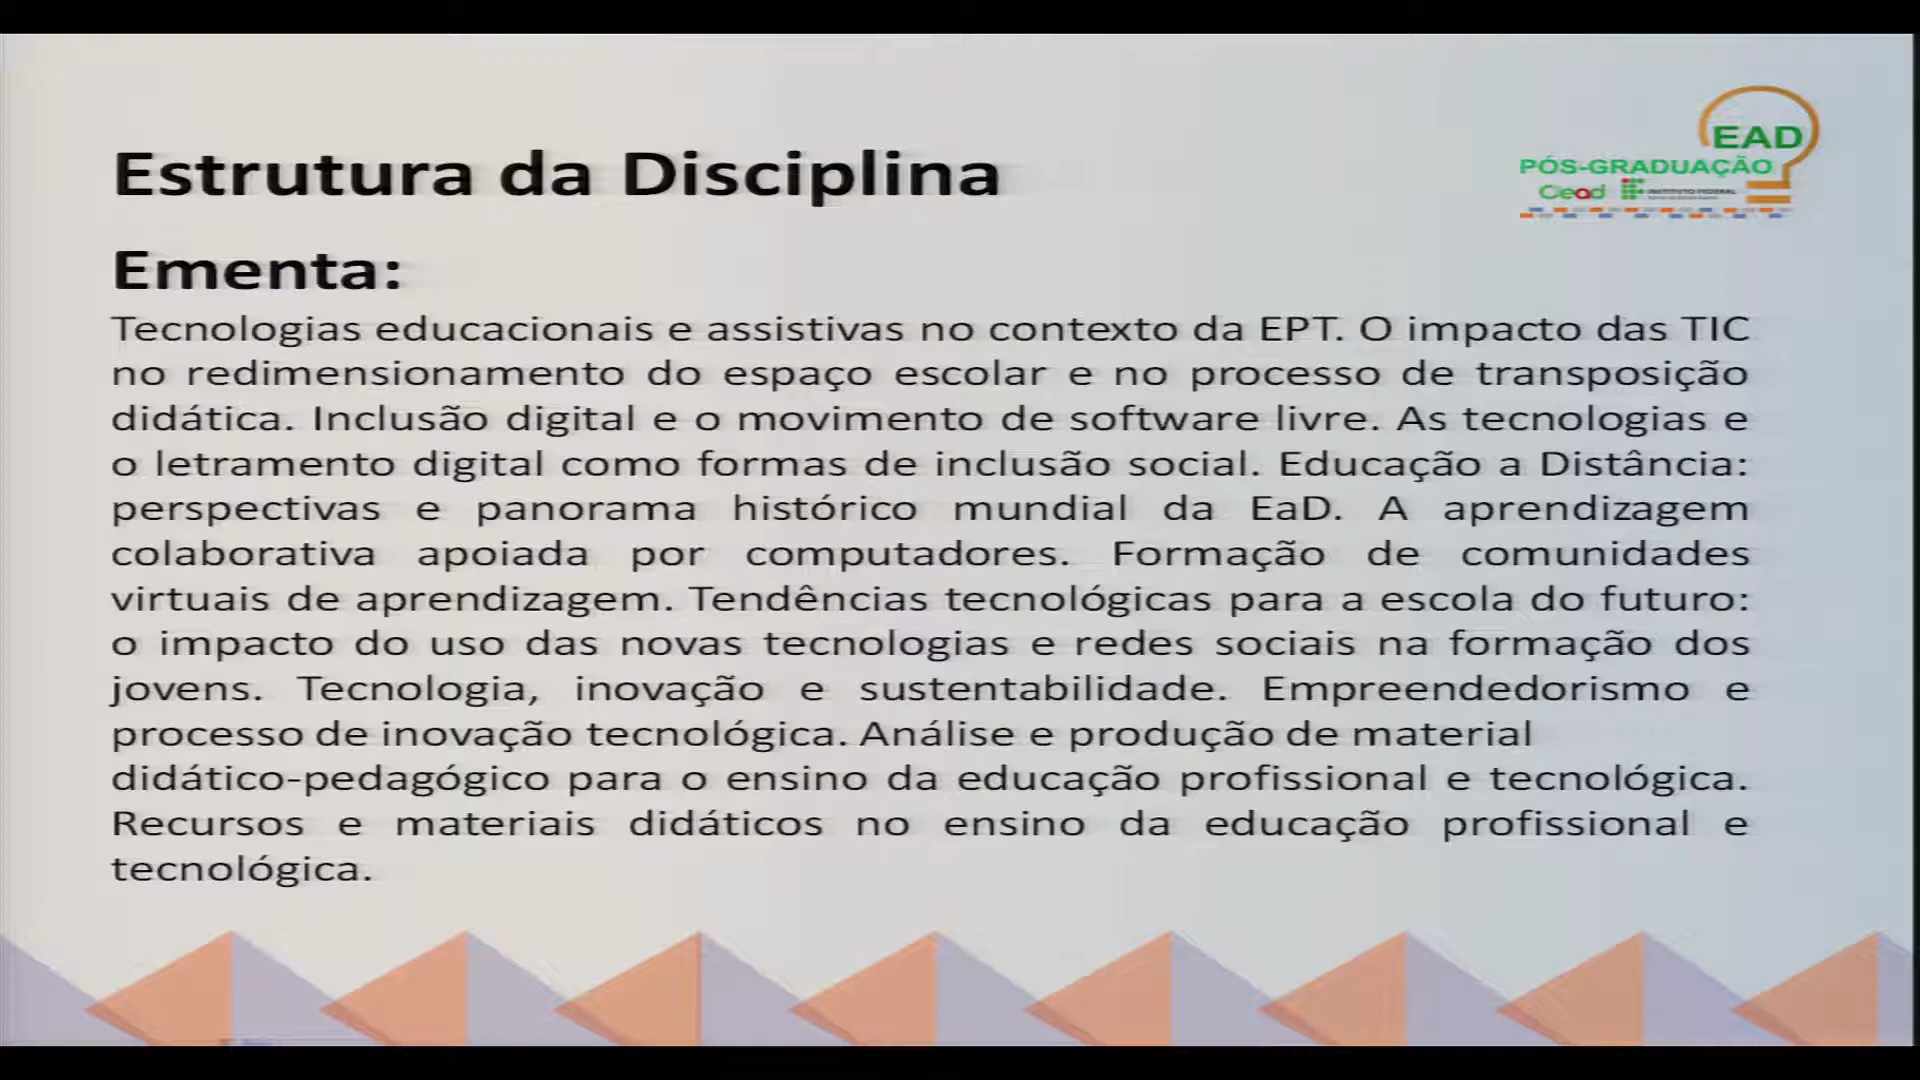 Estrutura da Disciplina
EAD
PÓS-GRADUAÇÃO
Cead
INSTITUTO FEDERAL
Ementa:
Tecnologias educacionais e assistivas no contexto da EPT. O impacto das TIC
no redimensionamento do espaço escolar e no processo de transposição
didática. Inclusão digital e o movimento de software livre. As tecnologias e
o letramento digital como formas de inclusão social. Educação a Distância:
perspectivas e panorama histórico mundial da EaD. A aprendizagem
colaborativa apoiada por computadores. Formação de comunidades
virtuais de aprendizagem. Tendências tecnológicas para a escola do futuro:
o impacto do uso das novas tecnologias e redes sociais na formação dos
jovens. Tecnologia, inovação e sustentabilidade. Empreendedorismo e
processo de inovação tecnológica. Análise e produção de material
didático-pedagógico para o ensino da educação profissional e tecnológica.
Recursos e materiais didáticos no ensino da educação profissional e
tecnológica.